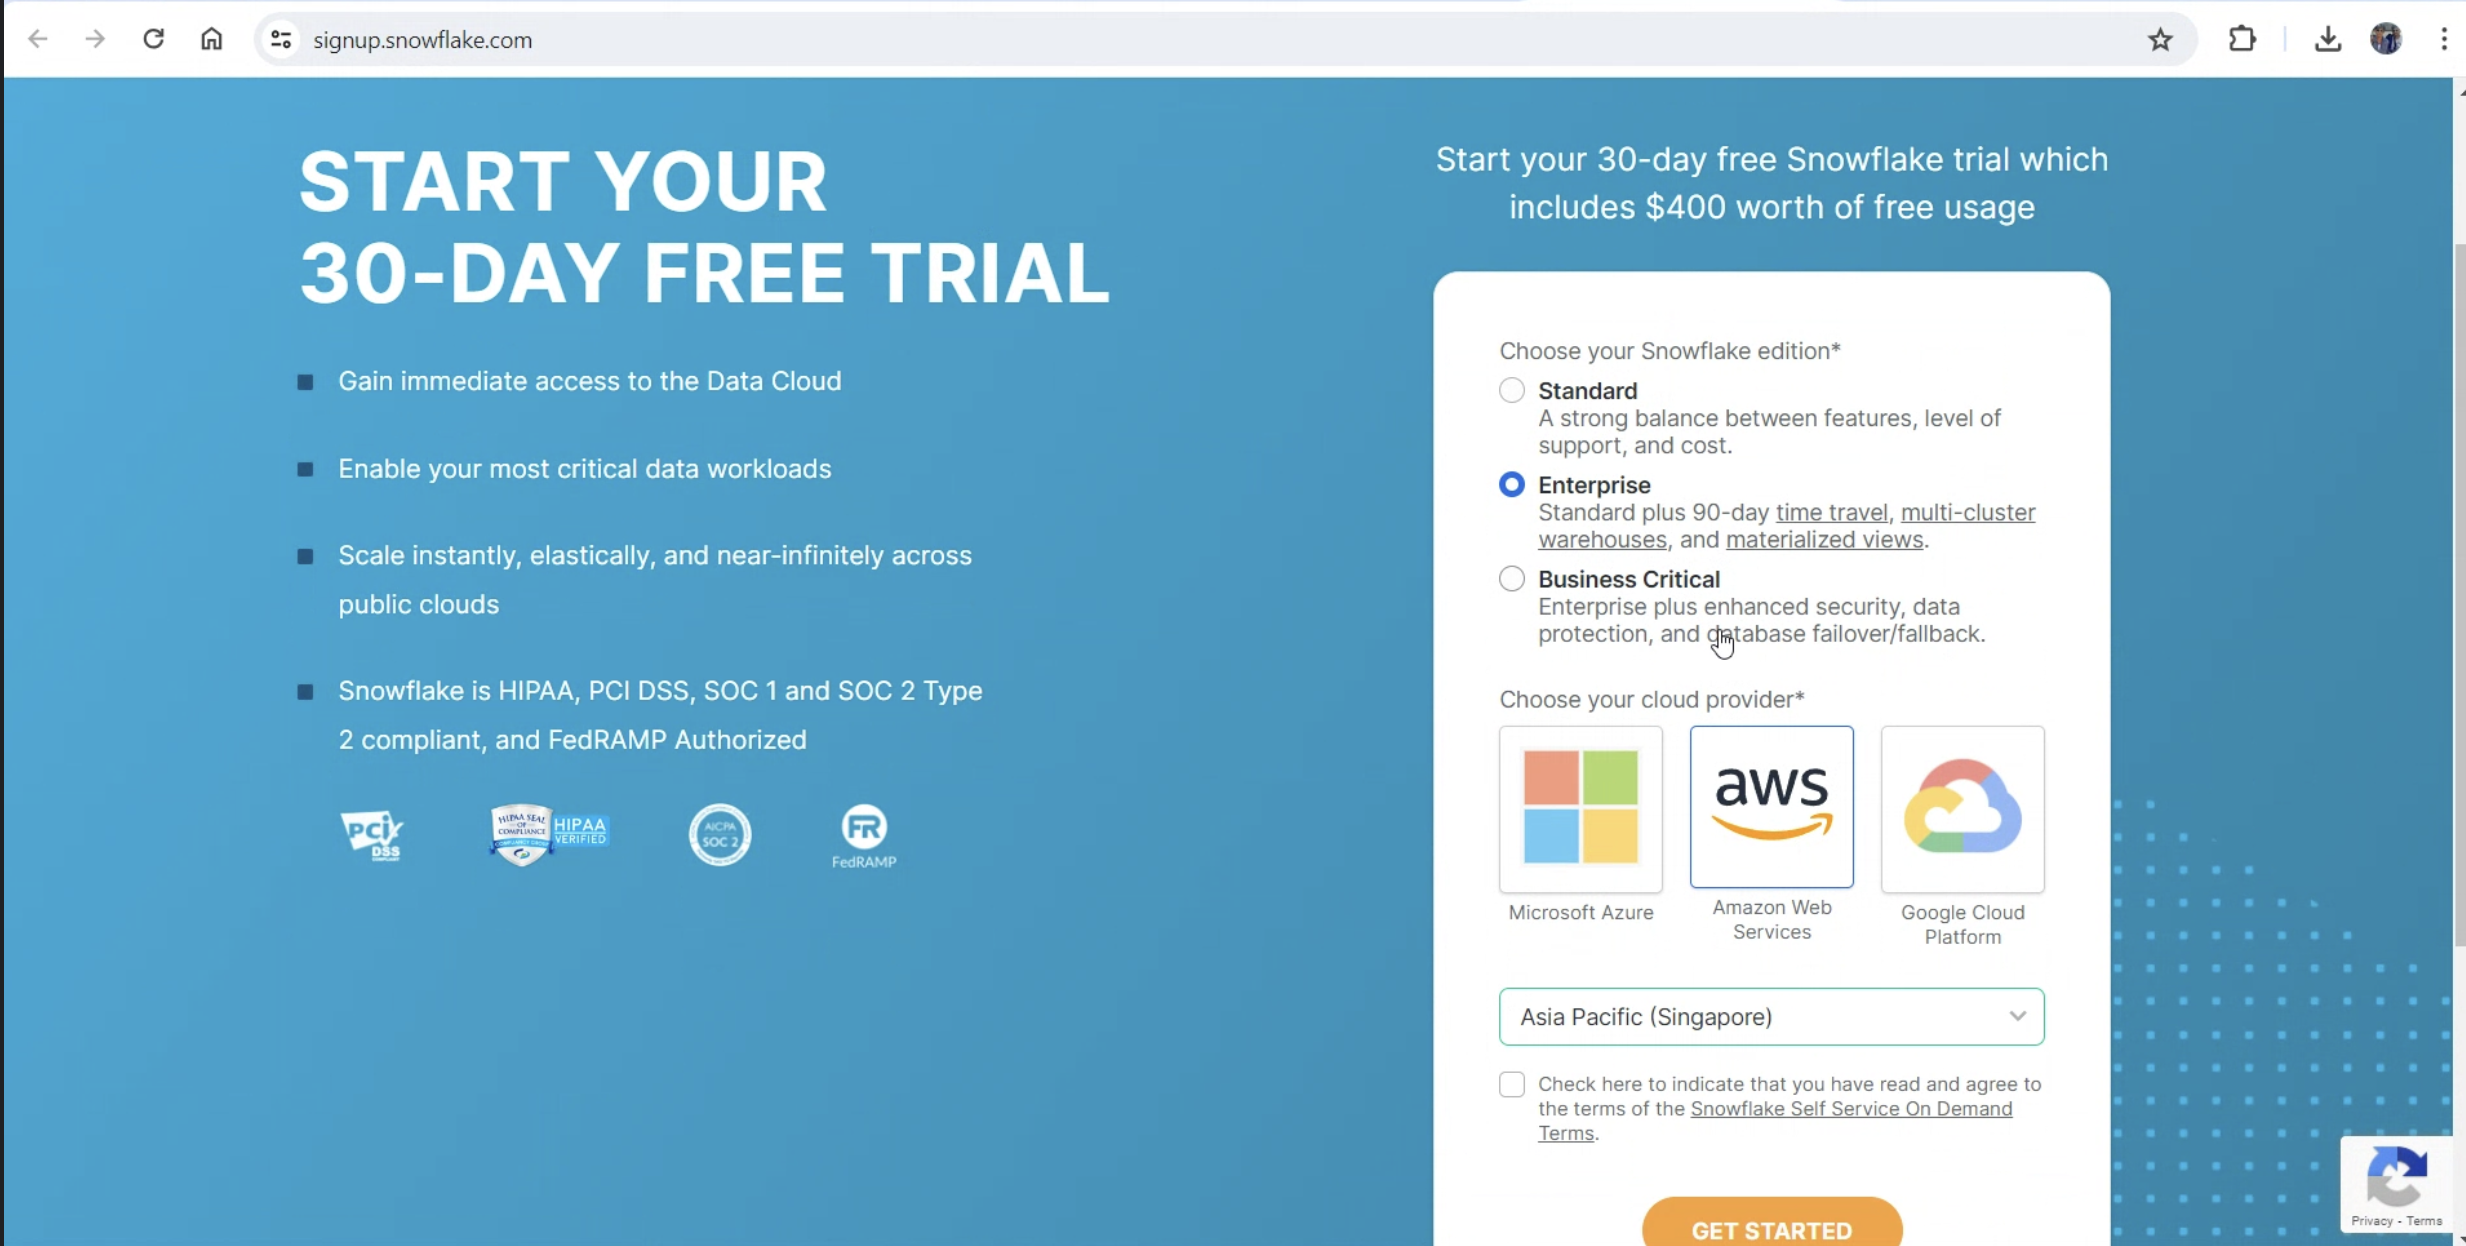 signup.snowflake.com
START YOUR
30-DAY FREE TRIAL
Gain immediate access to the Data Cloud
Enable your most critical data workloads
Scale instantly, elastically, and near-infinitely across
public clouds
Snowflake is HIPAA, PCI DSS, SOC 1 and SOC 2 Type
2 compliant, and FedRAMP Authorized
PCI
DSS
HIPAA SEAL
OF
COMPLIANCE
HIPAA
VERIFIED
AICPA
SOC 2
FR
FedRAMP
Start your 30-day free Snowflake trial which
includes $400 worth of free usage
Choose your Snowflake edition*
Standard
A strong balance between features, level of
support, and cost.
Enterprise
Standard plus 90-day time travel, multi-cluster
warehouses, and materialized views.
Business Critical
Enterprise plus enhanced security, data
protection, and database failover/fallback.
Choose your cloud provider*
aws
Microsoft Azure
Amazon Web
Services
Google Cloud
Platform
Asia Pacific (Singapore)
Check here to indicate that you have read and agree to
the terms of the Snowflake Self Service On Demand
Terms.
GET STARTED
Privacy - Terms